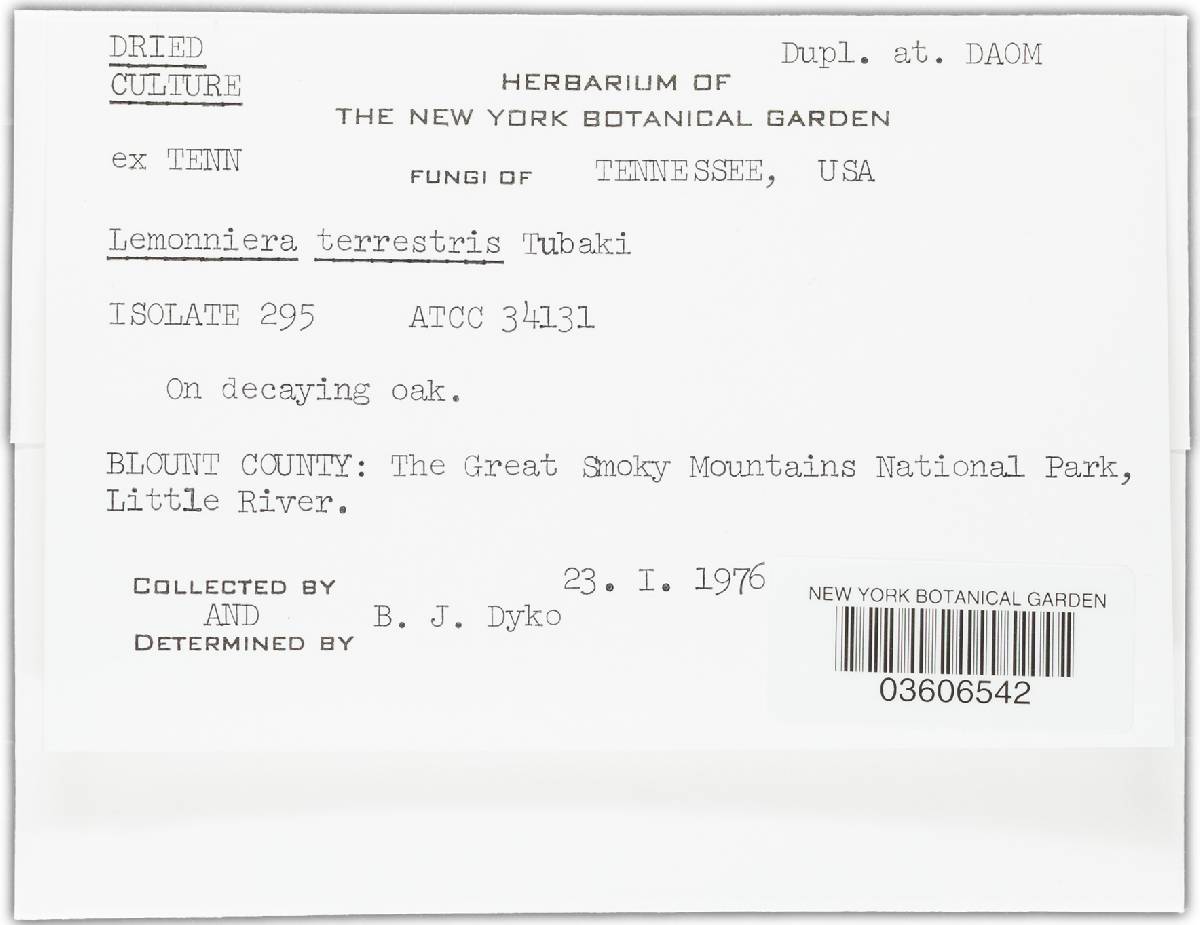 DRIED
CULTURE
Dupl. at. DAOM
HERBARIUM OF
THE NEW YORK BOTANICAL GARDEN
ex TENN
FUNGI OF TENNESSEE, USA
Lemonniera terrestris Tubaki
ISOLATE 295 ATCC 34131
On decaying oak.
BLOUNT COUNTY: The Great Smoky Mountains National Park,
Little River.
COLLECTED BY 23. I. 1976
AND B. J. Dyko
DETERMINED BY
NEW YORK BOTANICAL GARDEN
03606542